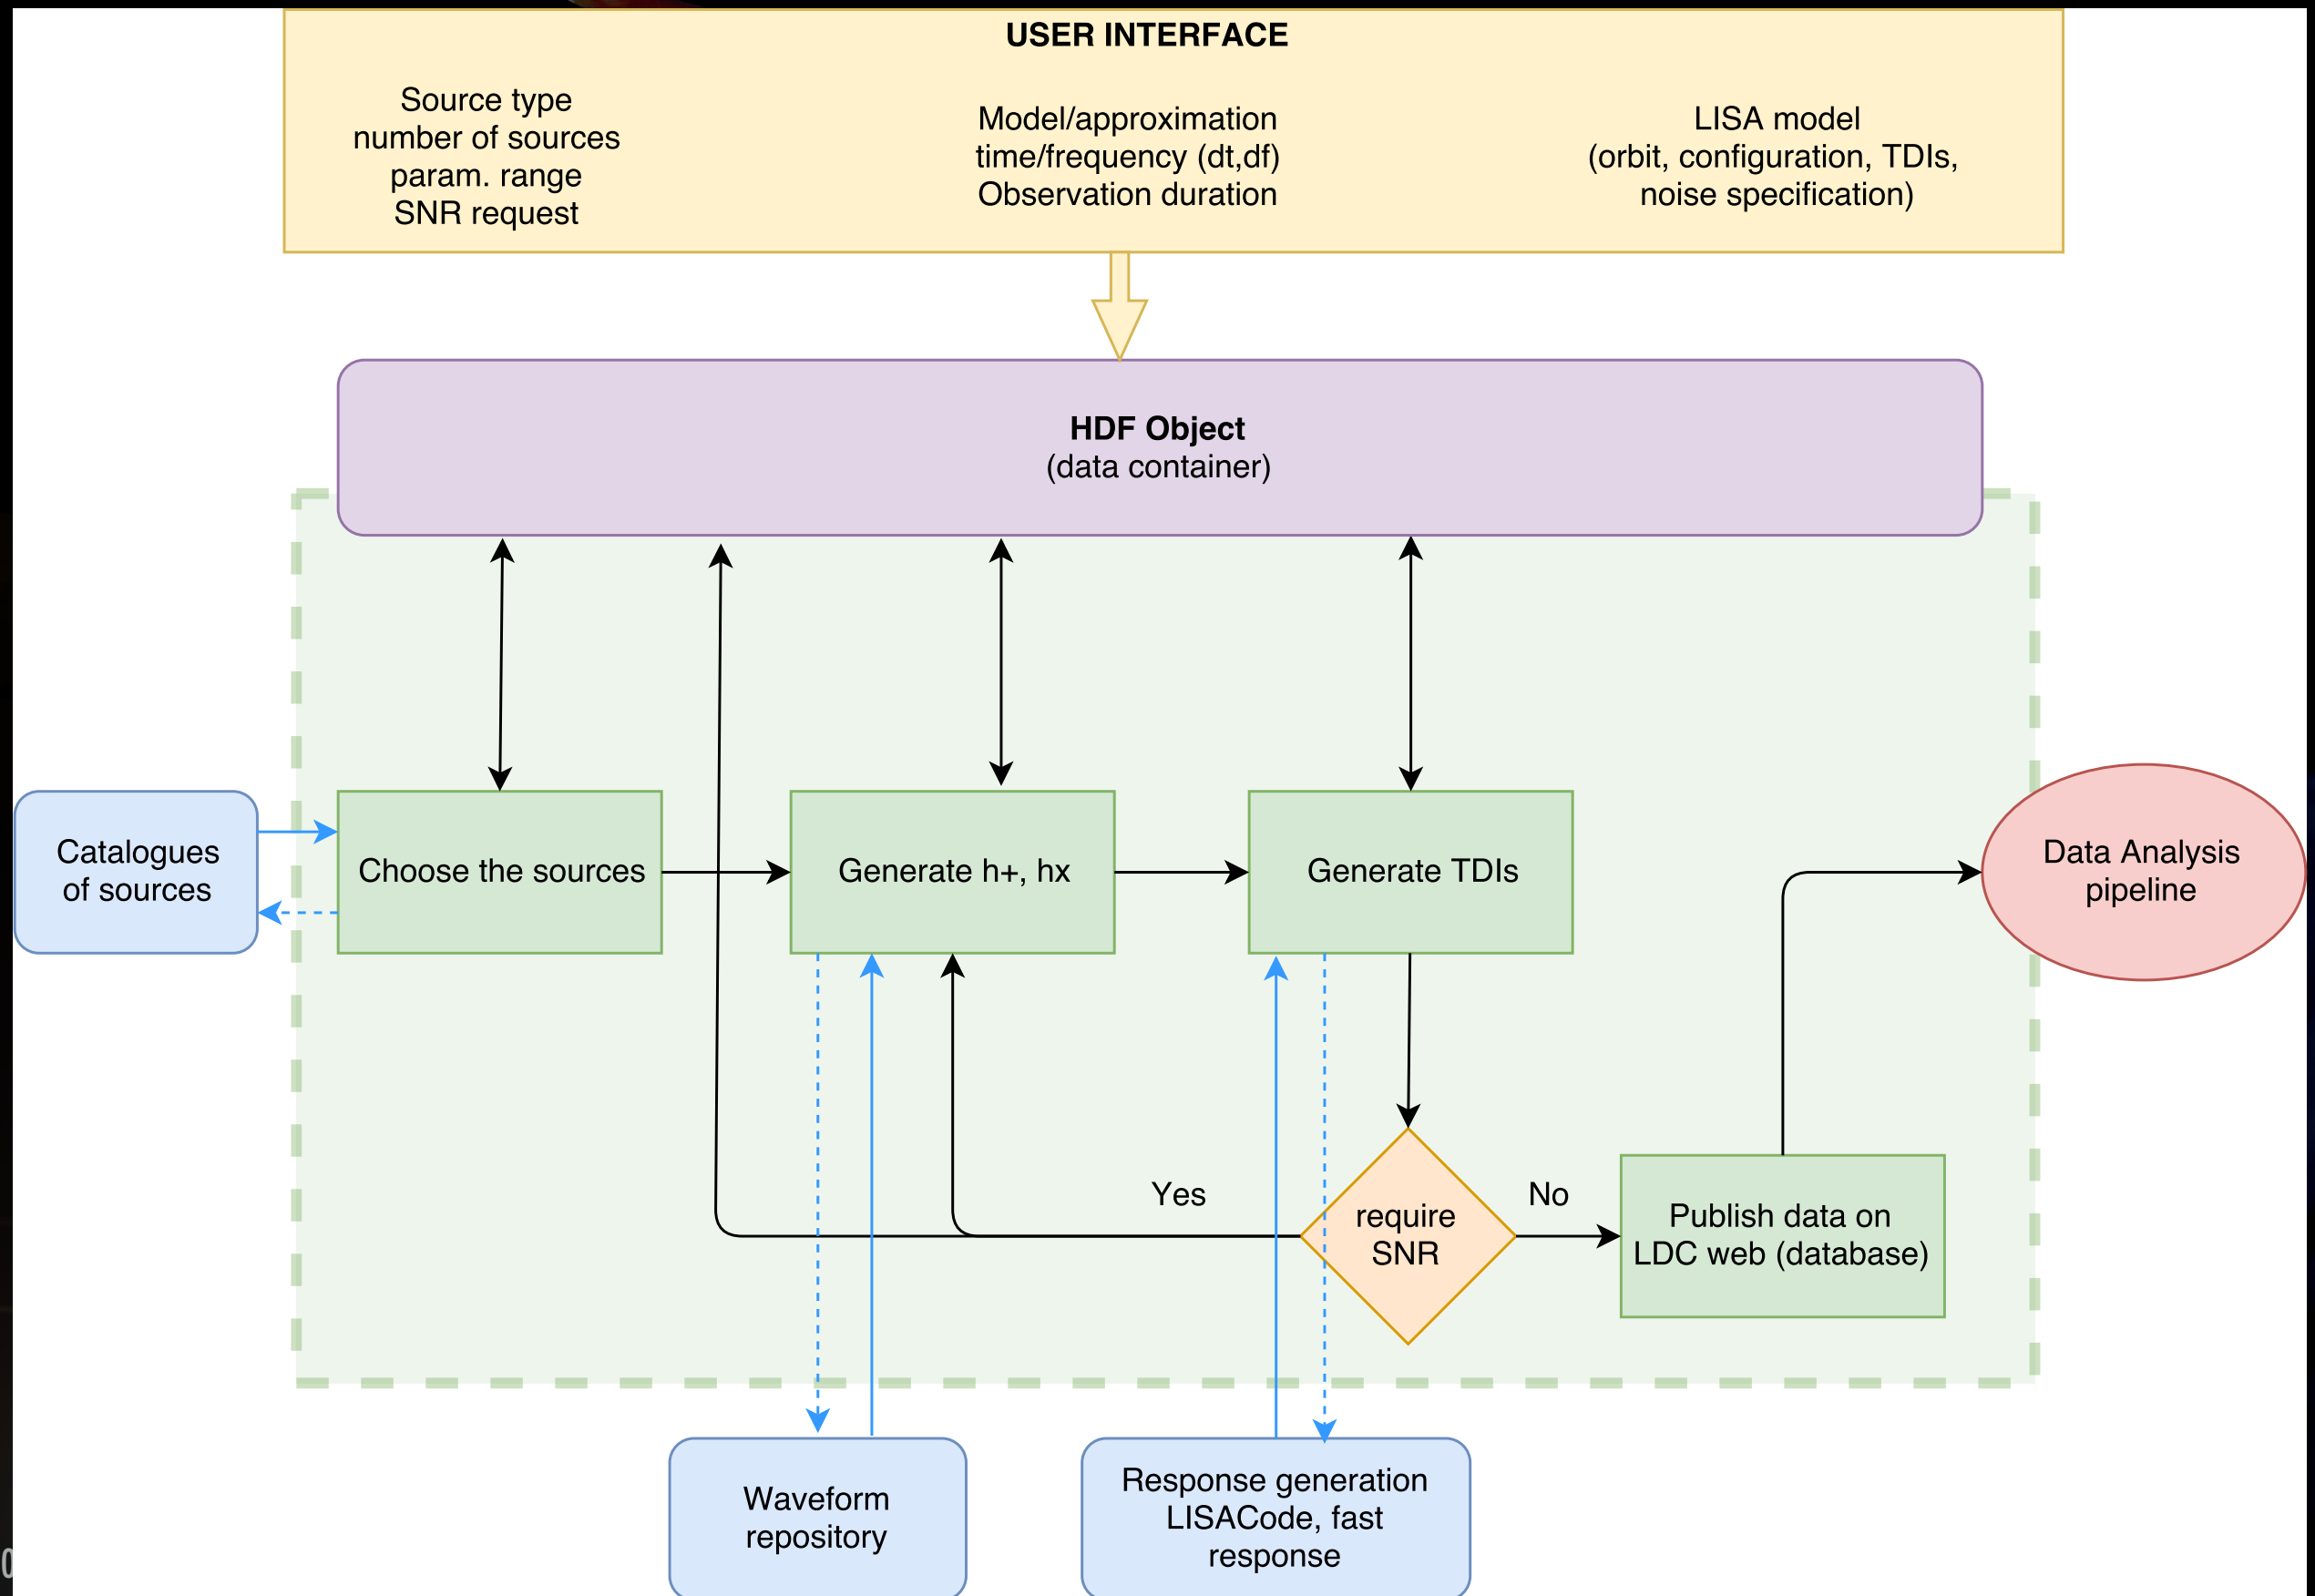 USER INTERFACE
Source type
number of sources
param. range
SNR request
Model/approximation
time/frequency (dt,df)
Observation duration
LISA model
(orbit, configuration, TDIs,
noise specification)
HDF Object
(data container)
Catalogues
of sources
Choose the sources
Generate h+, hx
Generate TDIs
Data Analysis
pipeline
Yes
require
SNR
No
Publish data on
LDC web (database)
Waveform
repository
Response generation
LISACode, fast
response